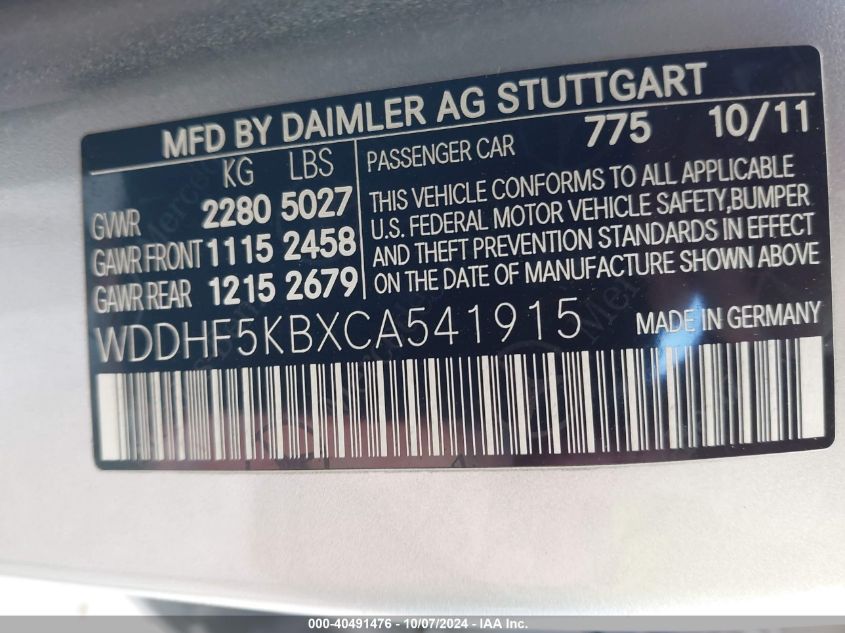 MFD BY DAIMLER AG STUTTGART
KG LBS
GVWR 2280 5027
GAWR FRONT 1115 2458
GAWR REAR 1215 2679
PASSENGER CAR 775 10/11
THIS VEHICLE CONFORMS TO ALL APPLICABLE
U.S. FEDERAL MOTOR VEHICLE SAFETY,BUMPER
AND THEFT PREVENTION STANDARDS IN EFFECT
ON THE DATE OF MANUFACTURE SHOWN ABOVE
WDDHF5KBXCA541915 MADE IN GERMANY
000-40491476 - 10/07/2024 - IAA Inc.